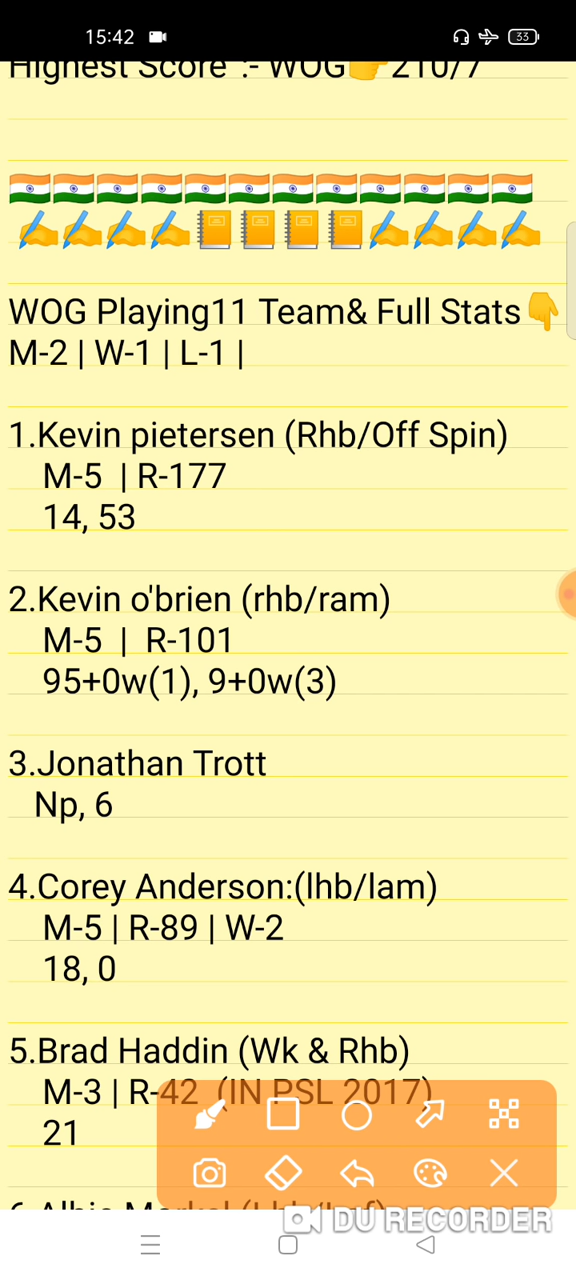 15:42 33
Highest Score :- WOG👉210/7
🇮🇳🇮🇳🇮🇳🇮🇳🇮🇳🇮🇳🇮🇳🇮🇳🇮🇳🇮🇳🇮🇳🇮🇳
✍️✍️✍️✍️📒📒📒📒✍️✍️✍️✍️
WOG Playing11 Team& Full Stats👇
M-2 | W-1 | L-1 |
1.Kevin pietersen (Rhb/Off Spin)
M-5 | R-177
14, 53
2.Kevin o'brien (rhb/ram)
M-5 | R-101
95+0w(1), 9+0w(3)
3.Jonathan Trott
Np, 6
4.Corey Anderson:(lhb/lam)
M-5 | R-89 | W-2
18, 0
5.Brad Haddin (Wk & Rhb)
M-3 | R-42 (IN PSL 2017)
21
DU RECORDER